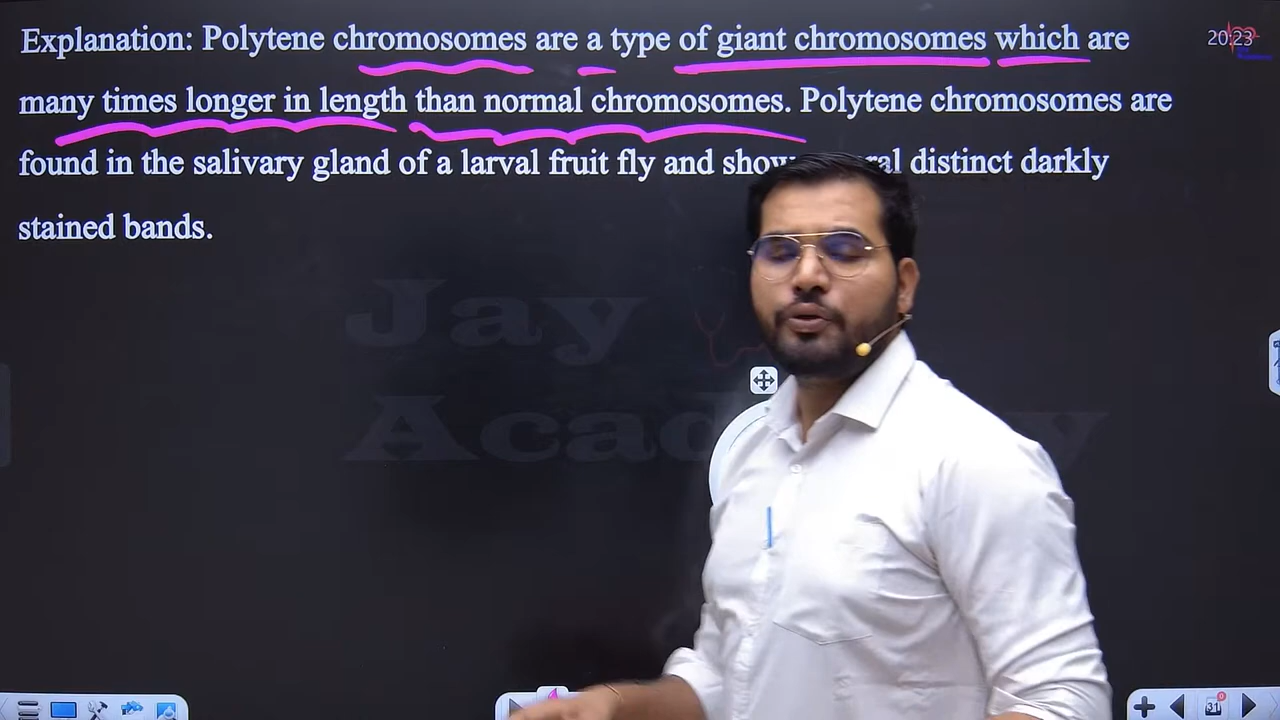 Explanation: Polytene chromosomes are a type of giant chromosomes which are
20:23
many times longer in length than normal chromosomes. Polytene chromosomes are
found in the salivary gland of a larval fruit fly and show distinct darkly
stained bands.
Jay
31